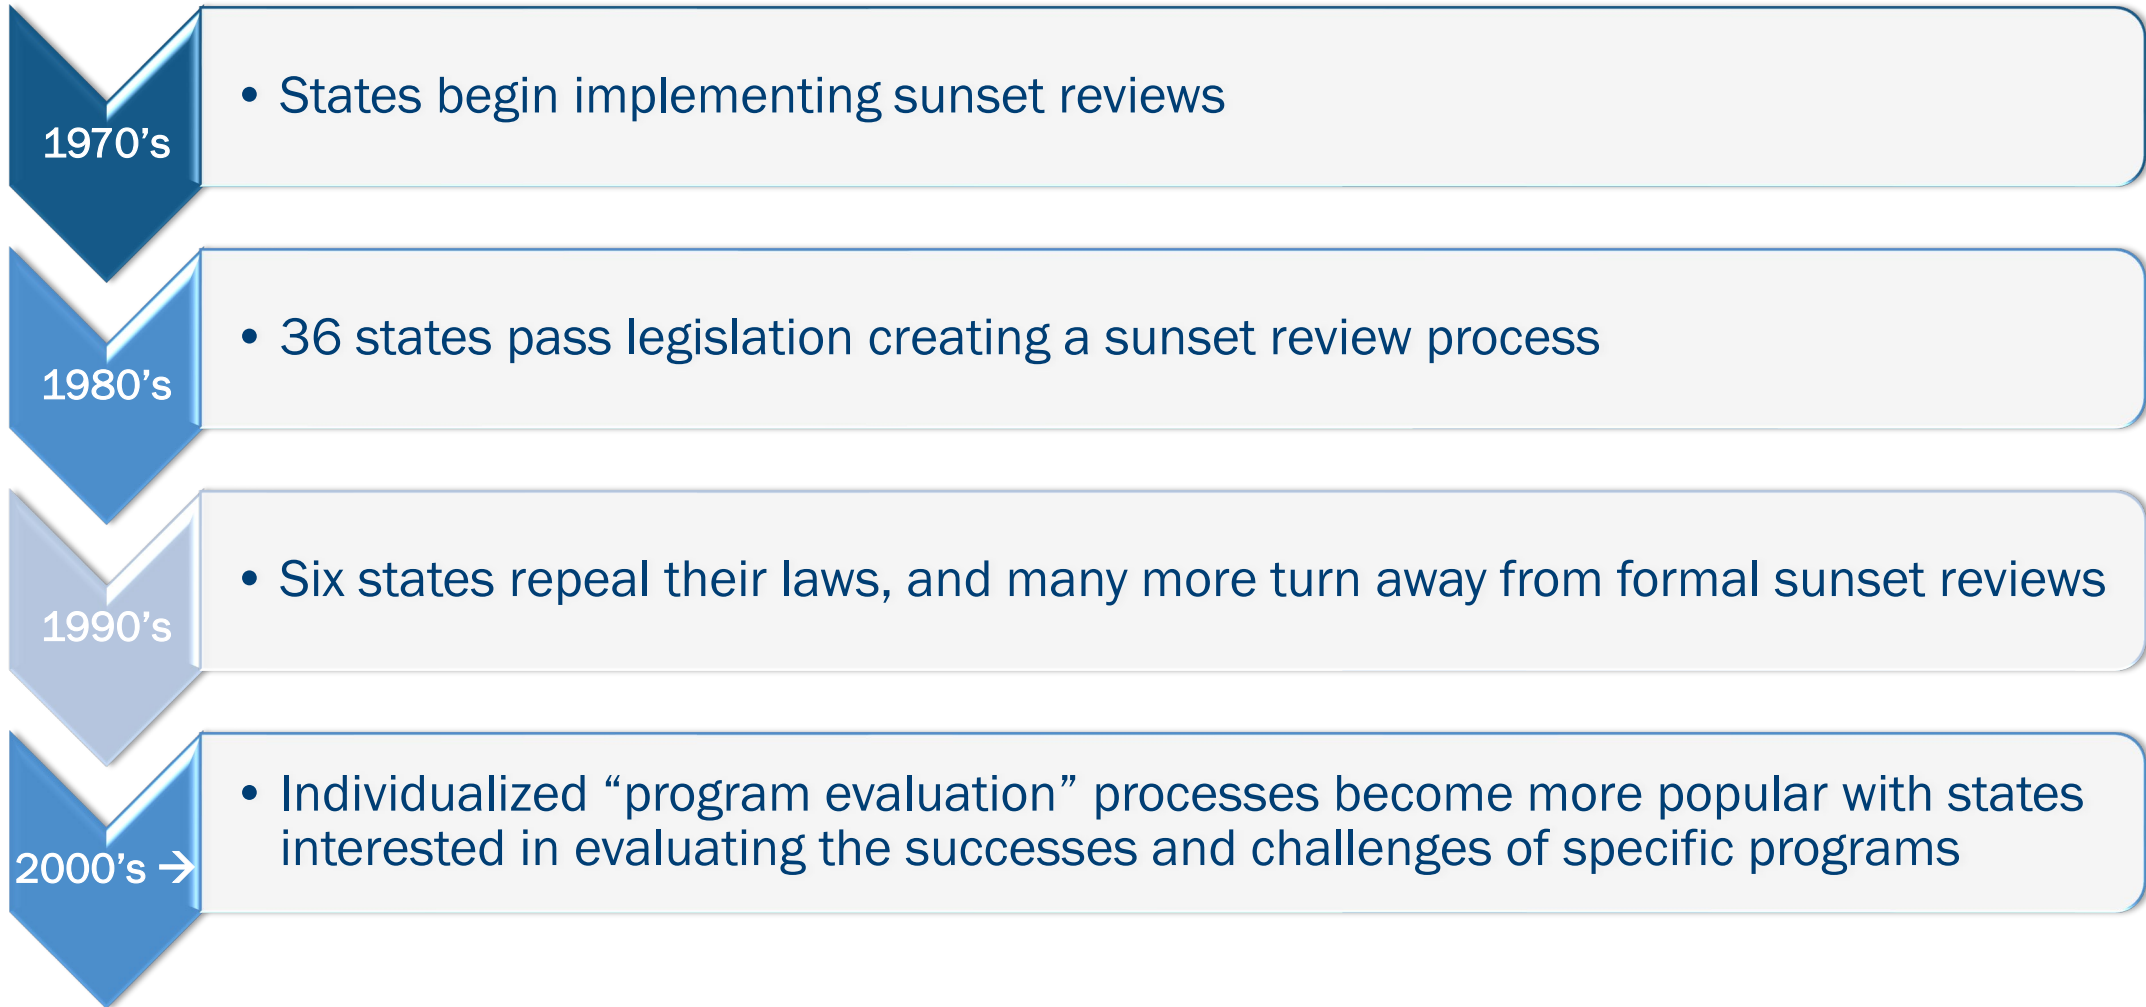 1970’s
• States begin implementing sunset reviews
1980’s
• 36 states pass legislation creating a sunset review process
1990’s
• Six states repeal their laws, and many more turn away from formal sunset reviews
2000’s →
• Individualized “program evaluation” processes become more popular with states
interested in evaluating the successes and challenges of specific programs